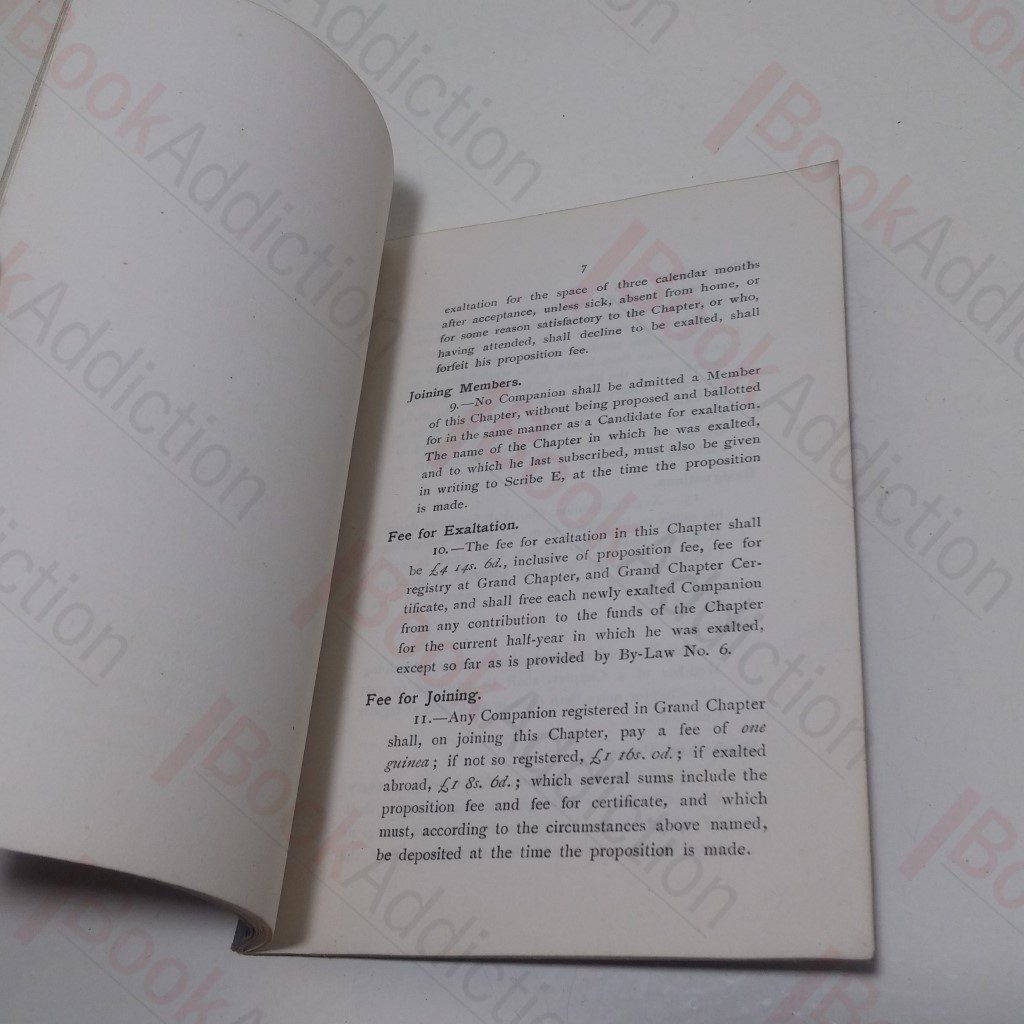 7
exaltation for the space of three calendar months
after acceptance, unless sick, absent from home, or
for some reason satisfactory to the Chapter, or who,
having attended, shall decline to be exalted, shall
forfeit his proposition fee.
Joining Members.
9.—No Companion shall be admitted a Member
of this Chapter, without being proposed and ballotted
for in the same manner as a Candidate for exaltation.
The name of the Chapter in which he was exalted,
and to which he last subscribed, must also be given
in writing to Scribe E, at the time the proposition
is made.
Fee for Exaltation.
10.—The fee for exaltation in this Chapter shall
be £4 14s. 6d., inclusive of proposition fee, fee for
registry at Grand Chapter, and Grand Chapter Cer-
tificate, and shall free each newly exalted Companion
from any contribution to the funds of the Chapter
for the current half-year in which he was exalted,
except so far as is provided by By-Law No. 6.
Fee for Joining.
11.—Any Companion registered in Grand Chapter
shall, on joining this Chapter, pay a fee of one
guinea; if not so registered, £1 16s. 0d.; if exalted
abroad, £1 8s. 6d.; which several sums include the
proposition fee and fee for certificate, and which
must, according to the circumstances above named,
be deposited at the time the proposition is made.
BookAddiction